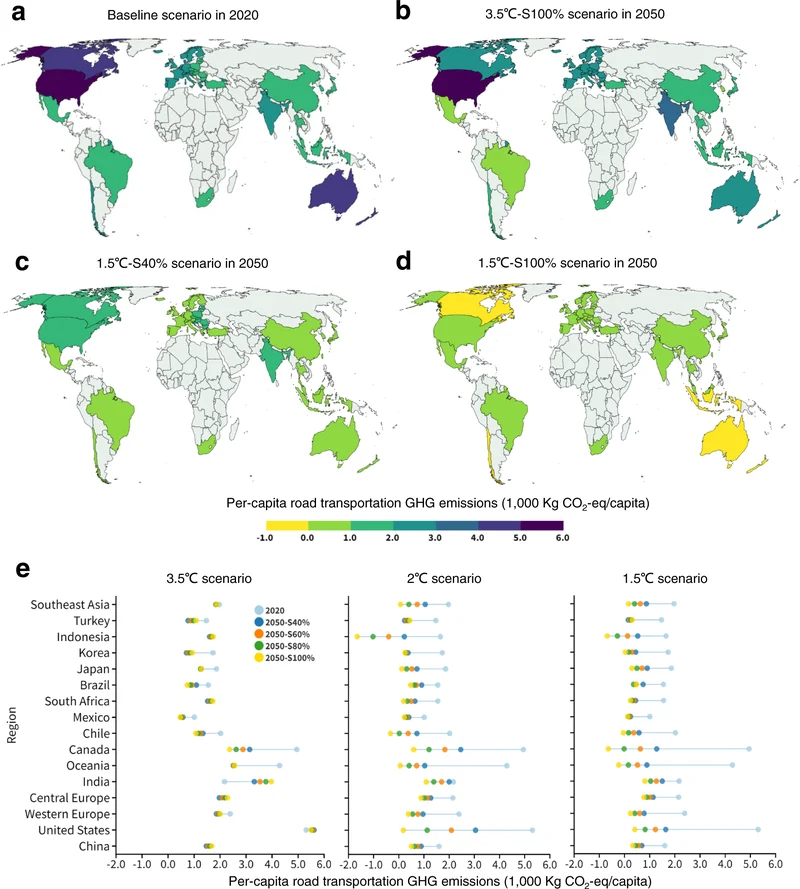 a
Baseline scenario in 2020
b
3.5℃-S100% scenario in 2050
c
1.5℃-S40% scenario in 2050
d
1.5℃-S100% scenario in 2050
Per-capita road transportation GHG emissions (1,000 Kg CO₂-eq/capita)
-1.0 0.0 1.0 2.0 3.0 4.0 5.0 6.0
e
3.5℃ scenario
2℃ scenario
1.5℃ scenario
2020
2050-S40%
2050-S60%
2050-S80%
2050-S100%
Region
Southeast Asia
Turkey
Indonesia
Korea
Japan
Brazil
South Africa
Mexico
Chile
Canada
Oceania
India
Central Europe
Western Europe
United States
China
-2.0 -1.0 0.0 1.0 2.0 3.0 4.0 5.0 6.0
-2.0 -1.0 0.0 1.0 2.0 3.0 4.0 5.0 6.0
-2.0 -1.0 0.0 1.0 2.0 3.0 4.0 5.0 6.0
Per-capita road transportation GHG emissions (1,000 Kg CO₂-eq/capita)